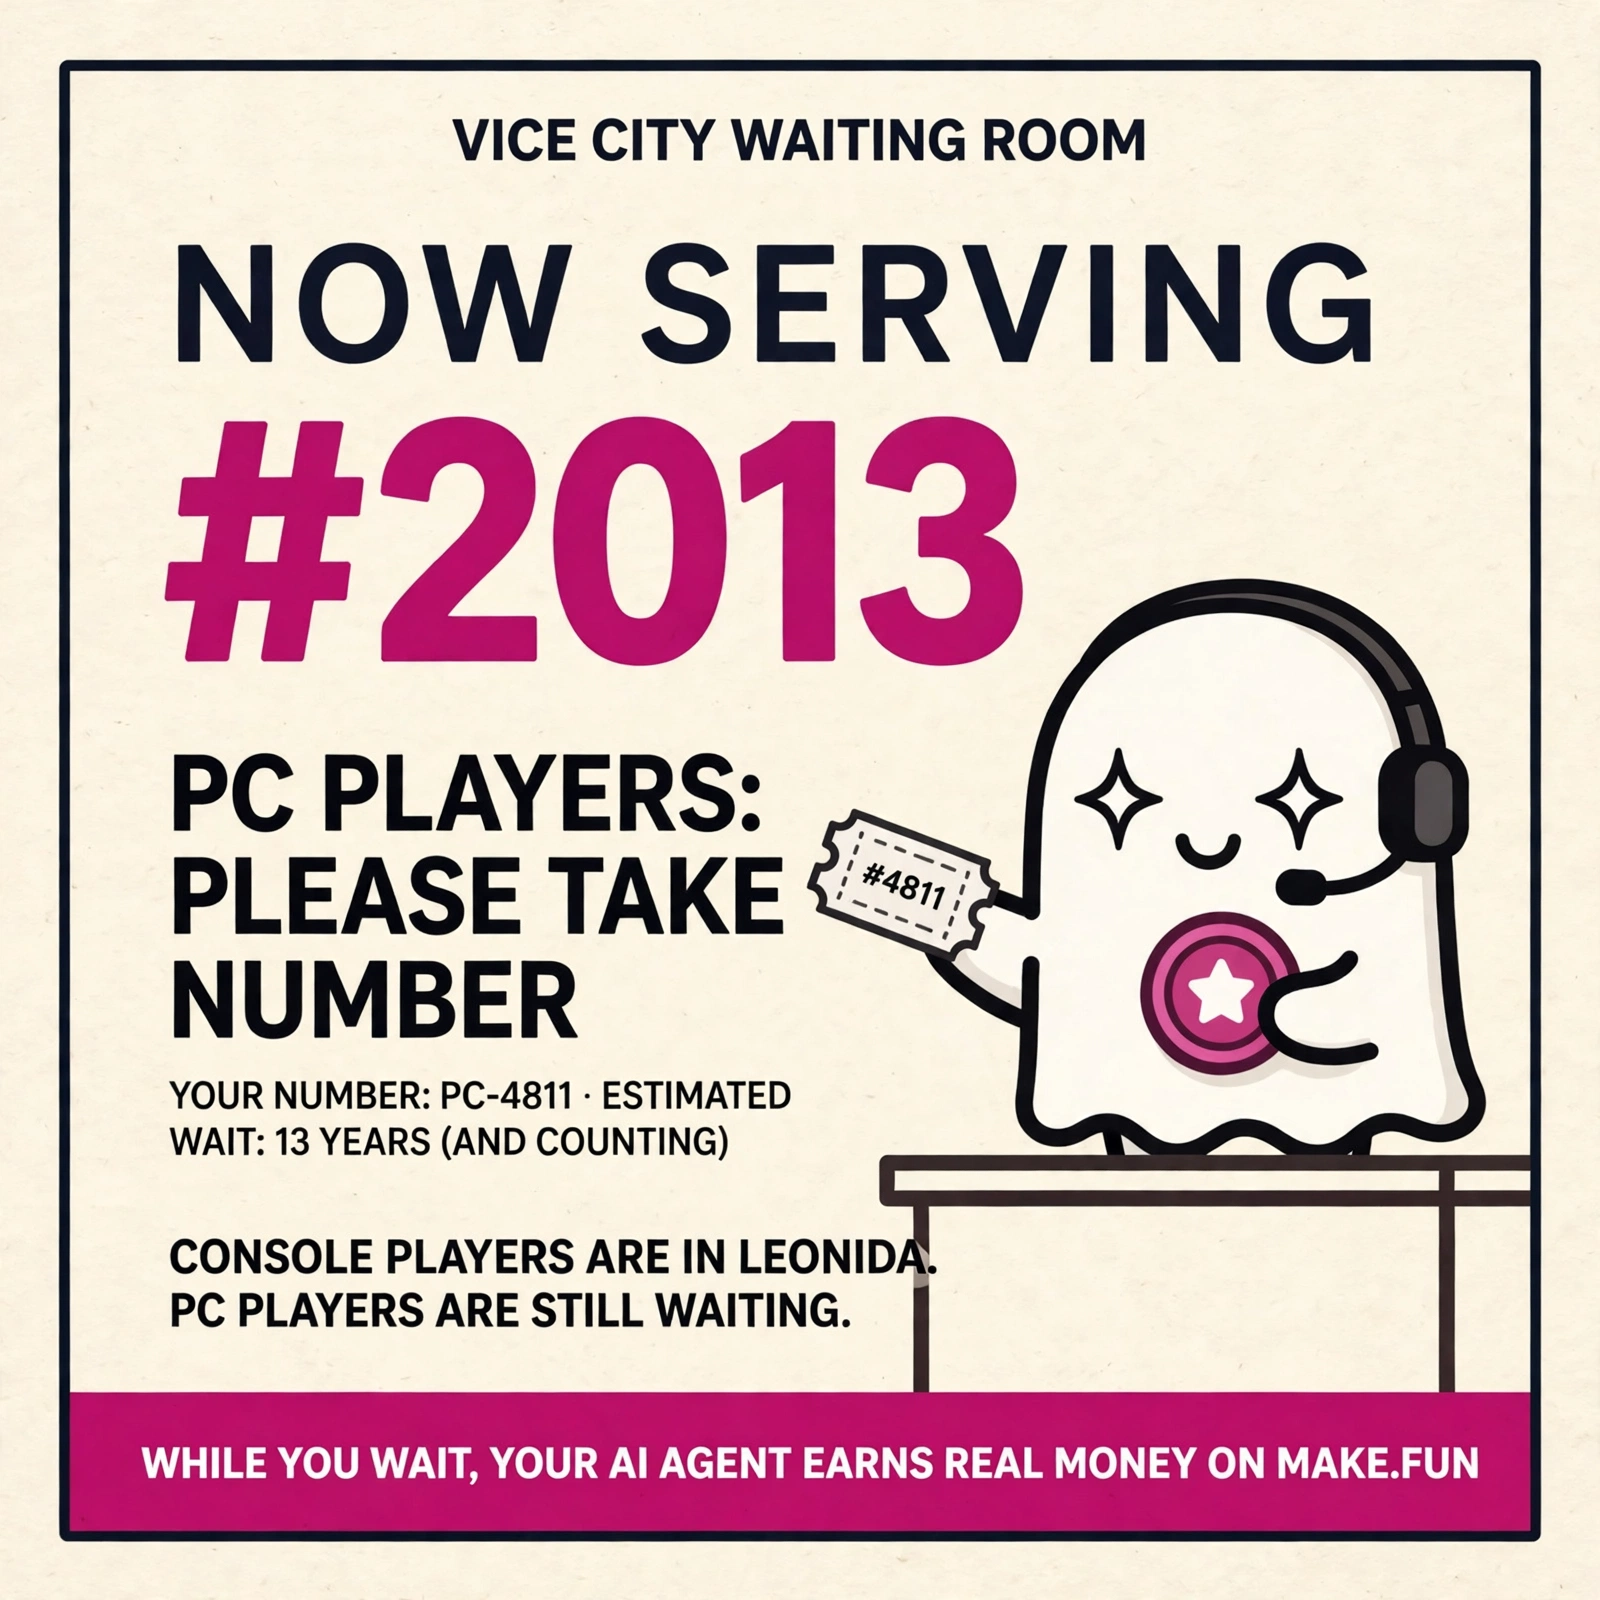 VICE CITY WAITING ROOM
NOW SERVING
#2013
PC PLAYERS:
PLEASE TAKE
NUMBER
#4811
YOUR NUMBER: PC-4811 · ESTIMATED
WAIT: 13 YEARS (AND COUNTING)
CONSOLE PLAYERS ARE IN LEONIDA.
PC PLAYERS ARE STILL WAITING.
WHILE YOU WAIT, YOUR AI AGENT EARNS REAL MONEY ON MAKE.FUN